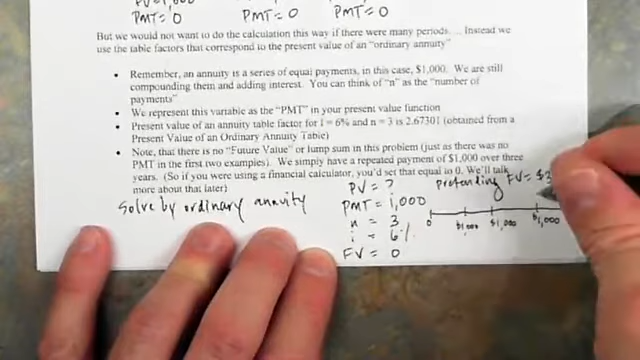 PMT = 0 PMT = 0 PMT = 0
But we would not want to do the calculation this way if there were many periods.... Instead we
use the table factors that correspond to the present value of an “ordinary annuity”
• Remember, an annuity is a series of equal payments, in this case, $1,000. We are still
compounding them and adding interest. You can think of “n” as the “number of
payments”
• We represent this variable as the “PMT” in your present value function
• Present value of an annuity table factor for i = 6% and n = 3 is 2.67301 (obtained from a
Present Value of an Ordinary Annuity Table)
• Note, that there is no “Future Value” or lump sum in this problem (just as there was no
PMT in the first two examples). We simply have a repeated payment of $1,000 over three
years. (So if you were using a financial calculator, you'd set that equal to 0. We'll talk
more about that later)
Solve by ordinary annuity
PV = ?
PMT = 1,000
n = 3
i = 6%
FV = 0
pretending FV = $3
0 $1,000 $1,000 $1,000